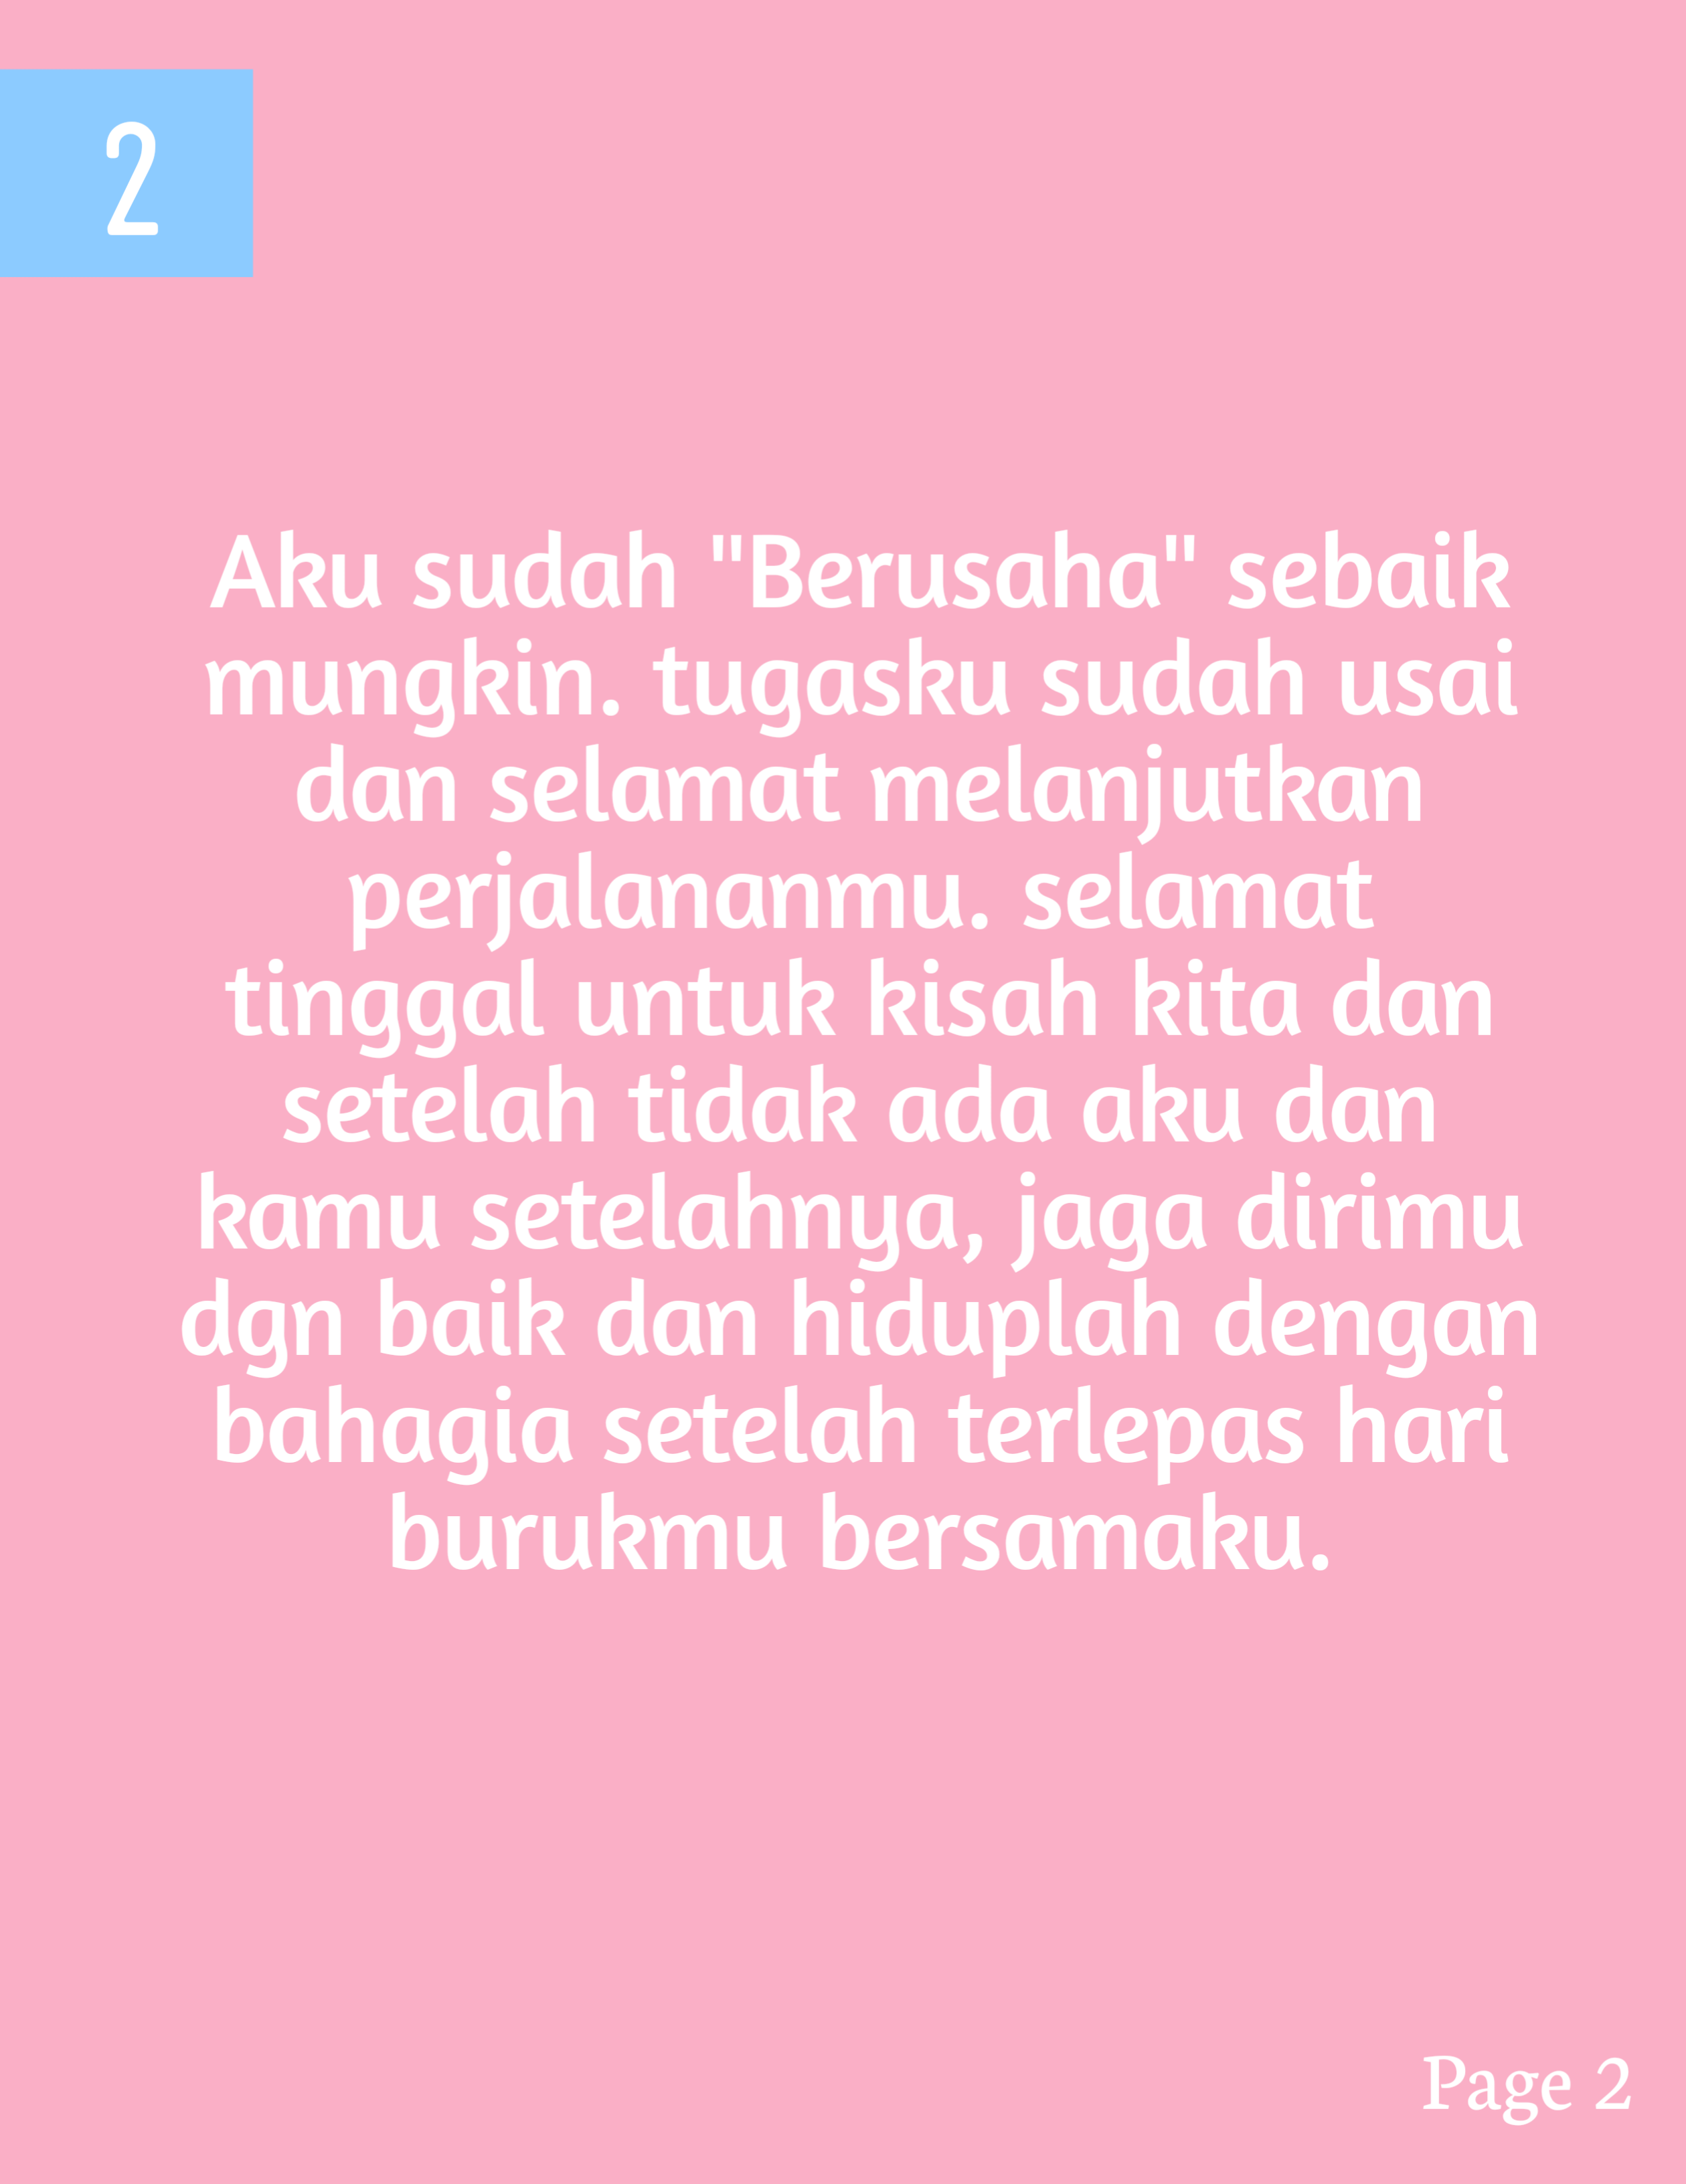 2
Aku sudah "Berusaha" sebaik
mungkin. tugasku sudah usai
dan selamat melanjutkan
perjalananmu. selamat
tinggal untuk kisah kita dan
setelah tidak ada aku dan
kamu setelahnya, jaga dirimu
dgn baik dan hiduplah dengan
bahagia setelah terlepas hari
burukmu bersamaku.
Page 2